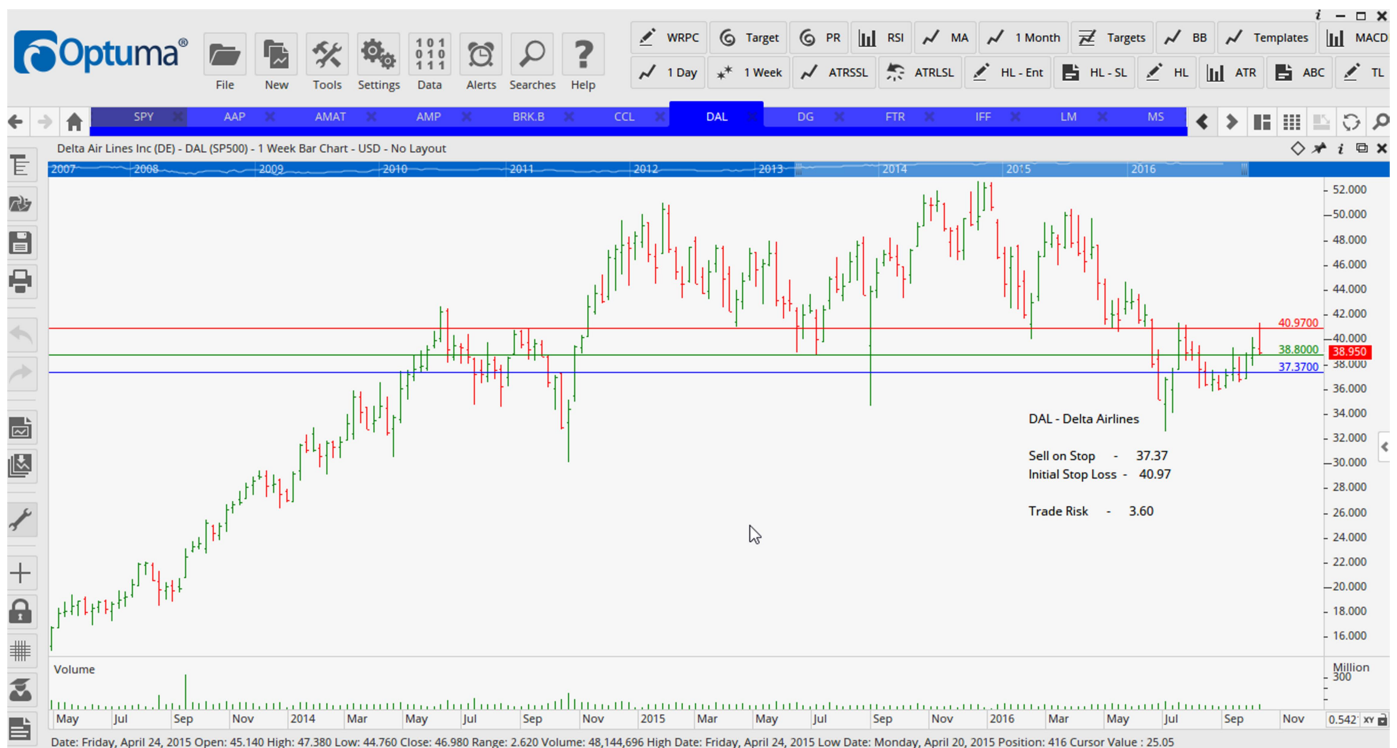 Optuma®
File New Tools Settings Data Alerts Searches Help
WRPC Target PR RSI MA 1 Month Targets BB Templates MACD
1 Day 1 Week ATRSSL ATRLSL HL - Ent HL - SL HL ATR ABC TL
SPY AAP AMAT AMP BRK.B CCL DAL DG FTR IFF LM MS
Delta Air Lines Inc (DE) - DAL (SP500) - 1 Week Bar Chart - USD - No Layout
2007 2008 2009 2010 2011 2012 2013 2014 2015 2016
52.000
50.000
48.000
46.000
44.000
42.000
40.9700
40.000
38.8000
38.950
38.000
37.3700
36.000
34.000
DAL - Delta Airlines
32.000
Sell on Stop - 37.37
30.000
Initial Stop Loss - 40.97
28.000
Trade Risk - 3.60
26.000
24.000
22.000
20.000
18.000
16.000
Volume
Million
300
May Jul Sep Nov 2014 Mar May Jul Sep Nov 2015 Mar May Jul Sep Nov 2016 Mar May Jul Sep Nov 0.542 XY
Date: Friday, April 24, 2015 Open: 45.140 High: 47.380 Low: 44.760 Close: 46.980 Range: 2.620 Volume: 48,144,696 High Date: Friday, April 24, 2015 Low Date: Monday, April 20, 2015 Position: 416 Cursor Value : 25.05